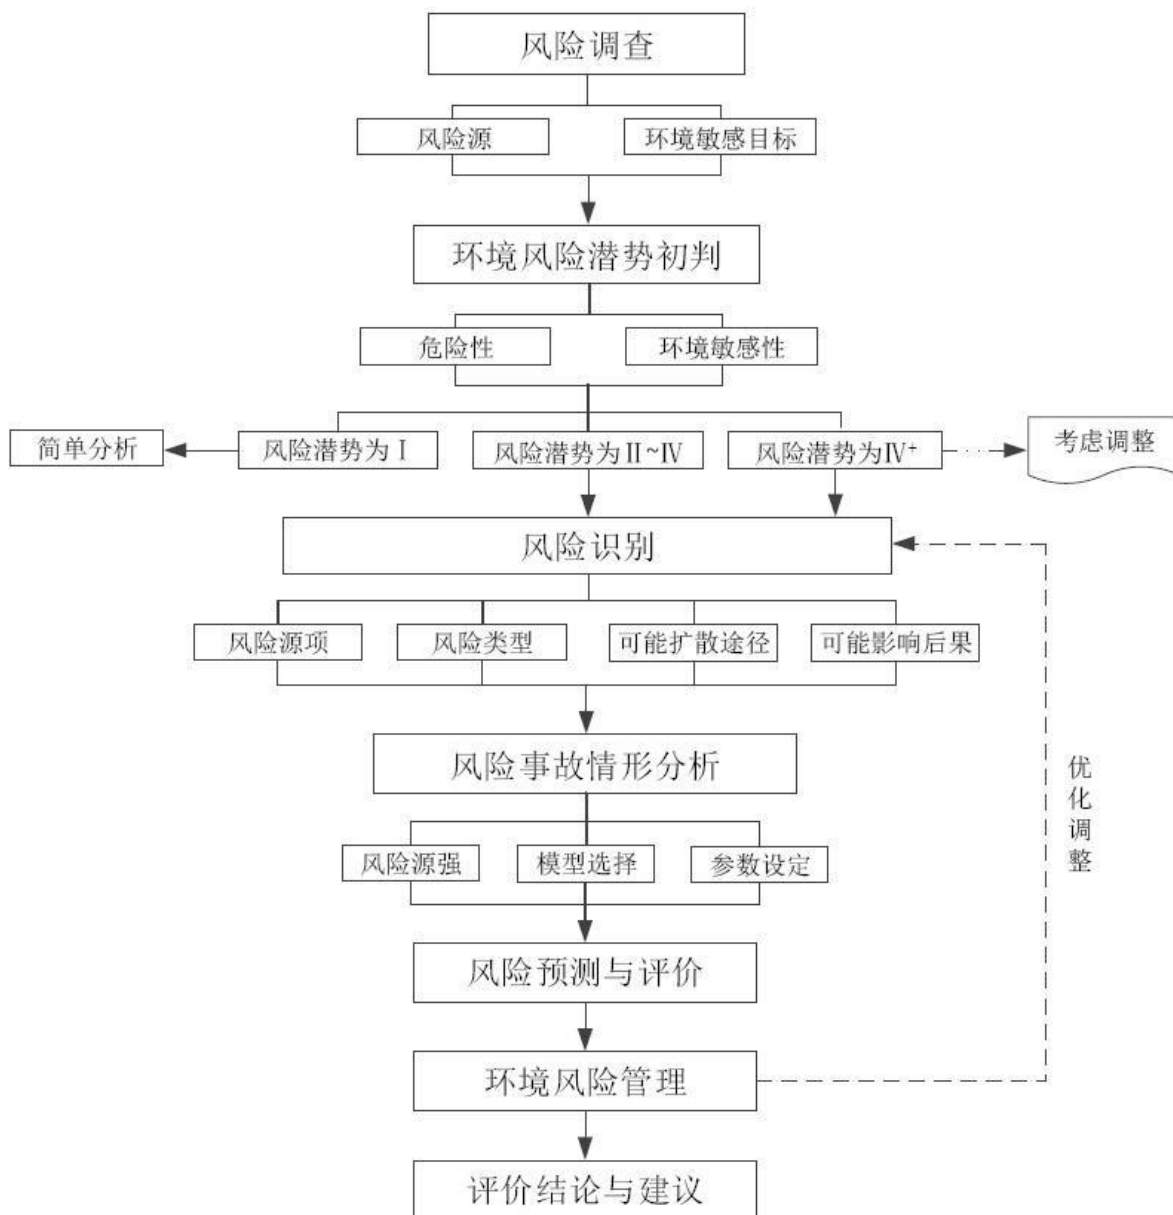 风险调查
风险源
环境敏感目标
环境风险潜势初判
危险性
环境敏感性
简单分析
风险潜势为Ⅰ
风险潜势为Ⅱ~Ⅳ
风险潜势为Ⅳ⁺
考虑调整
风险识别
风险源项
风险类型
可能扩散途径
可能影响后果
风险事故情形分析
优化调整
风险源强
模型选择
参数设定
风险预测与评价
环境风险管理
评价结论与建议